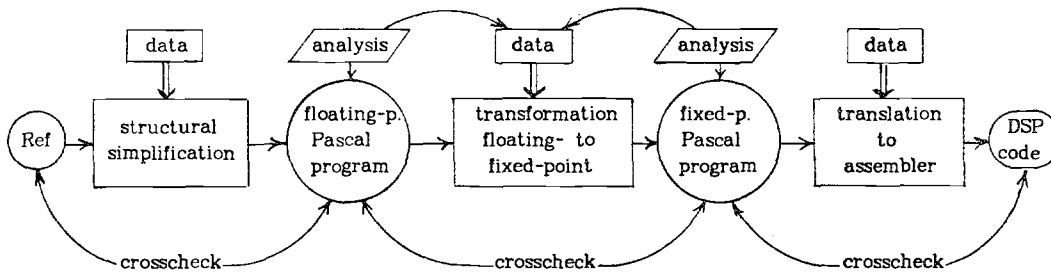 data
analysis
data
analysis
data
Ref
structural
simplification
floating-p.
Pascal
program
transformation
floating- to
fixed-point
fixed-p.
Pascal
program
translation
to
assembler
DSP
code
crosscheck
crosscheck
crosscheck